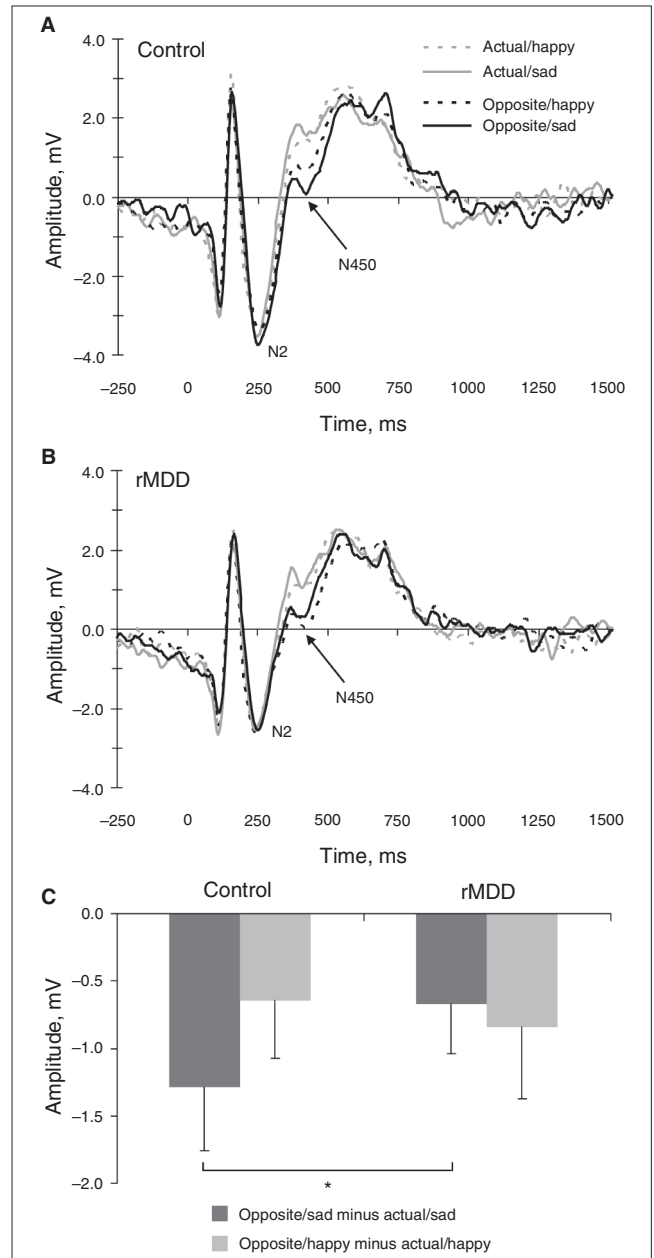 A
Control
Actual/happy
Actual/sad
Opposite/happy
Opposite/sad
4.0
2.0
0.0
−2.0
−4.0
Amplitude, mV
N450
N2
−250 0 250 500 750 1000 1250 1500
Time, ms
B
rMDD
4.0
2.0
0.0
−2.0
−4.0
Amplitude, mV
N450
N2
−250 0 250 500 750 1000 1250 1500
Time, ms
C
Control rMDD
0.0
−0.5
−1.0
−1.5
−2.0
Amplitude, mV
*
Opposite/sad minus actual/sad
Opposite/happy minus actual/happy